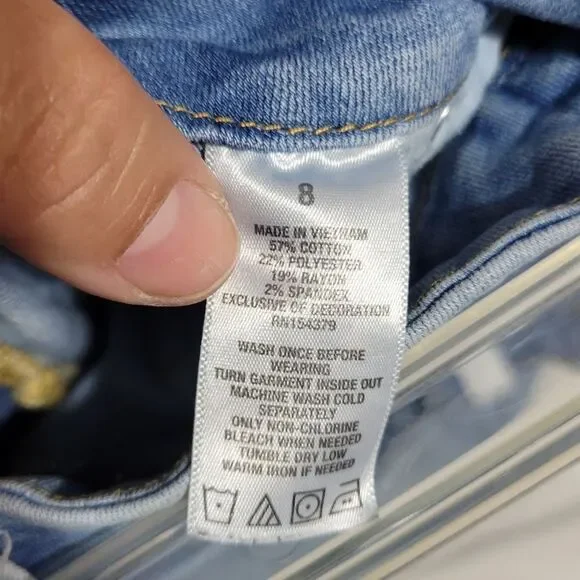 8
MADE IN VIETNAM
57% COTTON
22% POLYESTER
19% RAYON
2% SPANDEX
EXCLUSIVE OF DECORATION
RN154379
WASH ONCE BEFORE
WEARING
TURN GARMENT INSIDE OUT
MACHINE WASH COLD
SEPARATELY
ONLY NON-CHLORINE
BLEACH WHEN NEEDED
TUMBLE DRY LOW
WARM IRON IF NEEDED